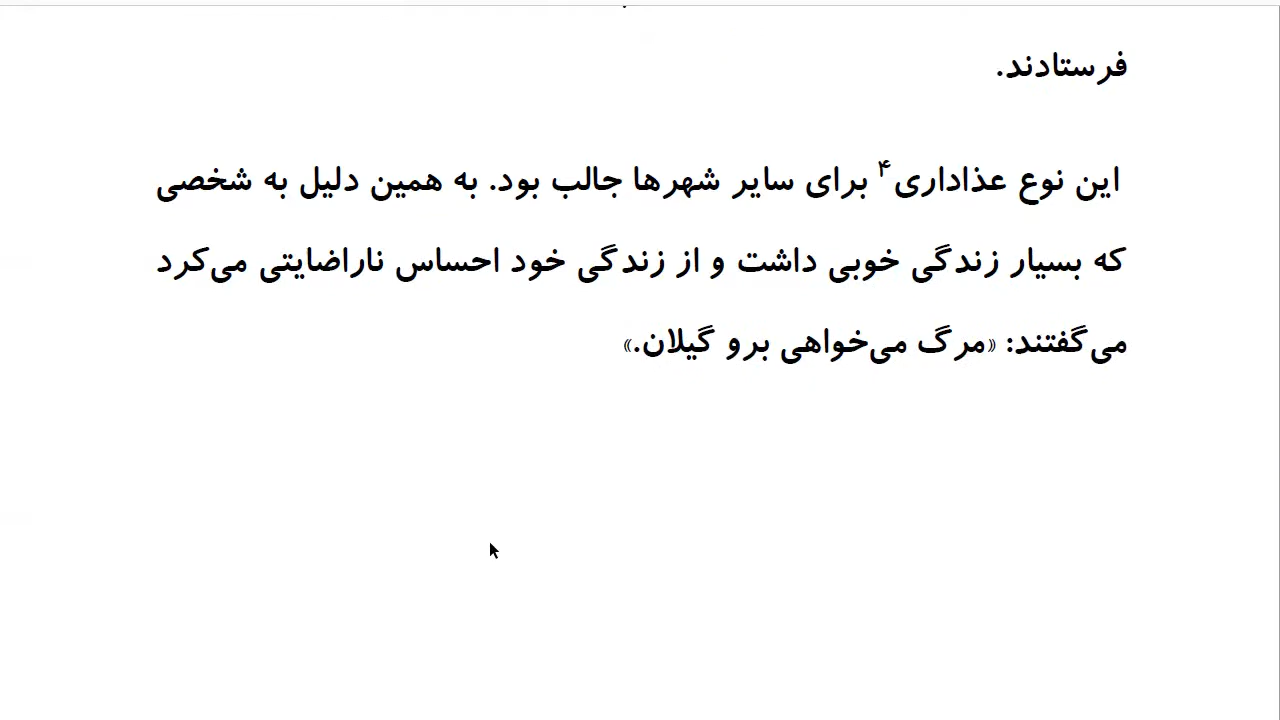 فرستادند.
این نوع عذاداری۴ برای سایر شهرها جالب بود. به همین دلیل به شخصی
که بسیار زندگی خوبی داشت و از زندگی خود احساس ناراضایتی می‌کرد
می‌گفتند: «مرگ می‌خواهی برو گیلان.»